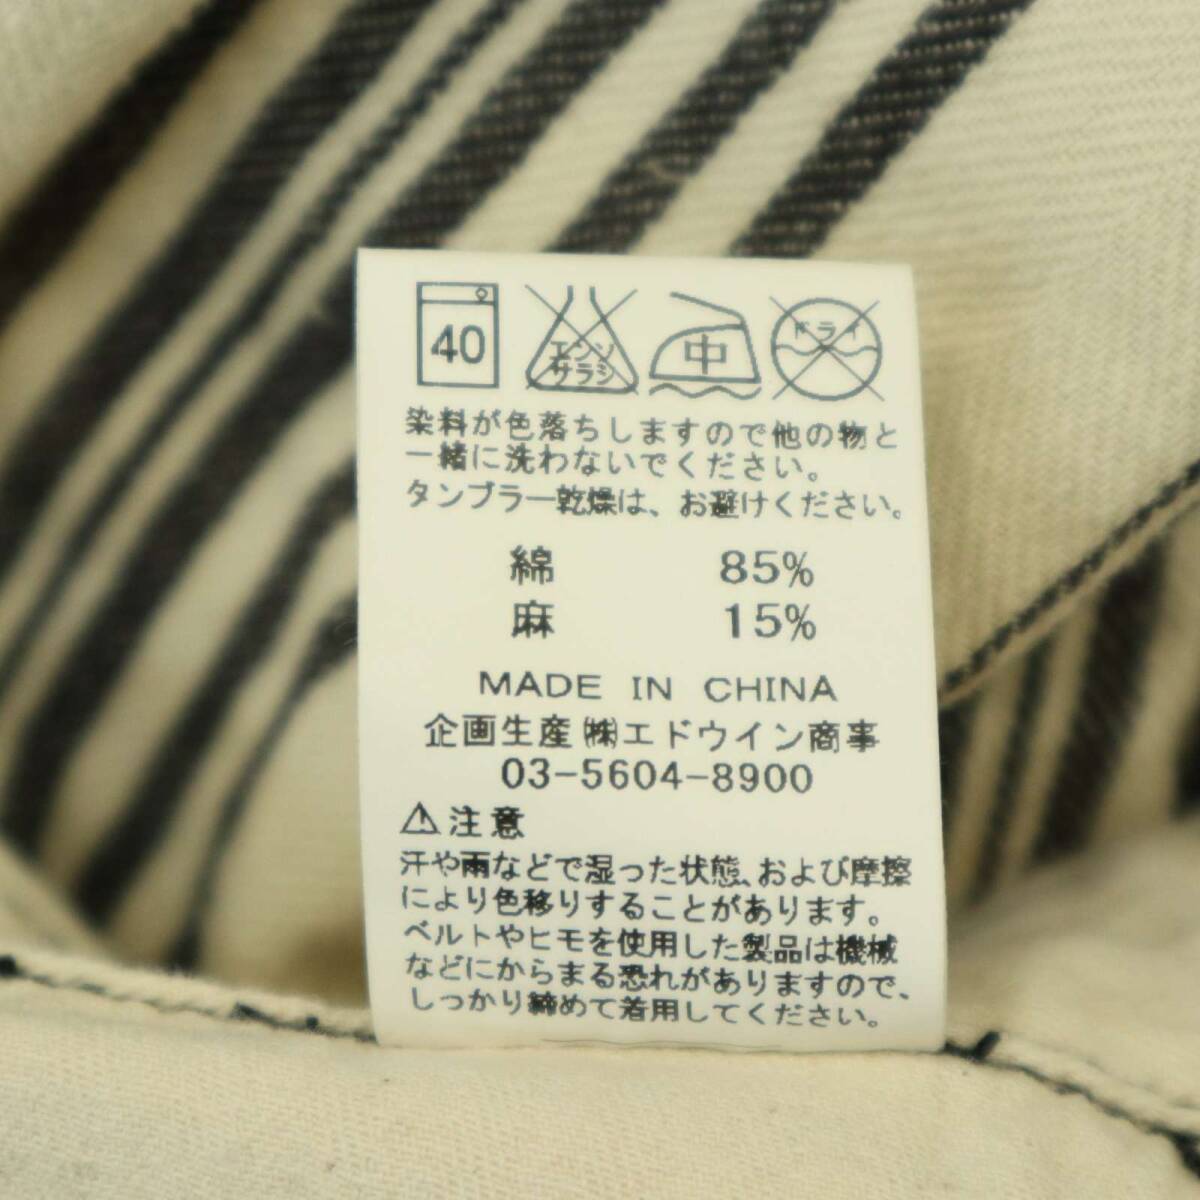 40 エンソ サラシ 中 ドライ
染料が色落ちしますので他の物と
一緒に洗わないでください。
タンブラー乾燥は、お避けください。
綿 85%
麻 15%
MADE IN CHINA
企画生産㈱エドウイン商事
03-5604-8900
⚠注意
汗や雨などで湿った状態、および摩擦
により色移りすることがあります。
ベルトやヒモを使用した製品は機械
などにからまる恐れがありますので、
しっかり締めて着用してください。